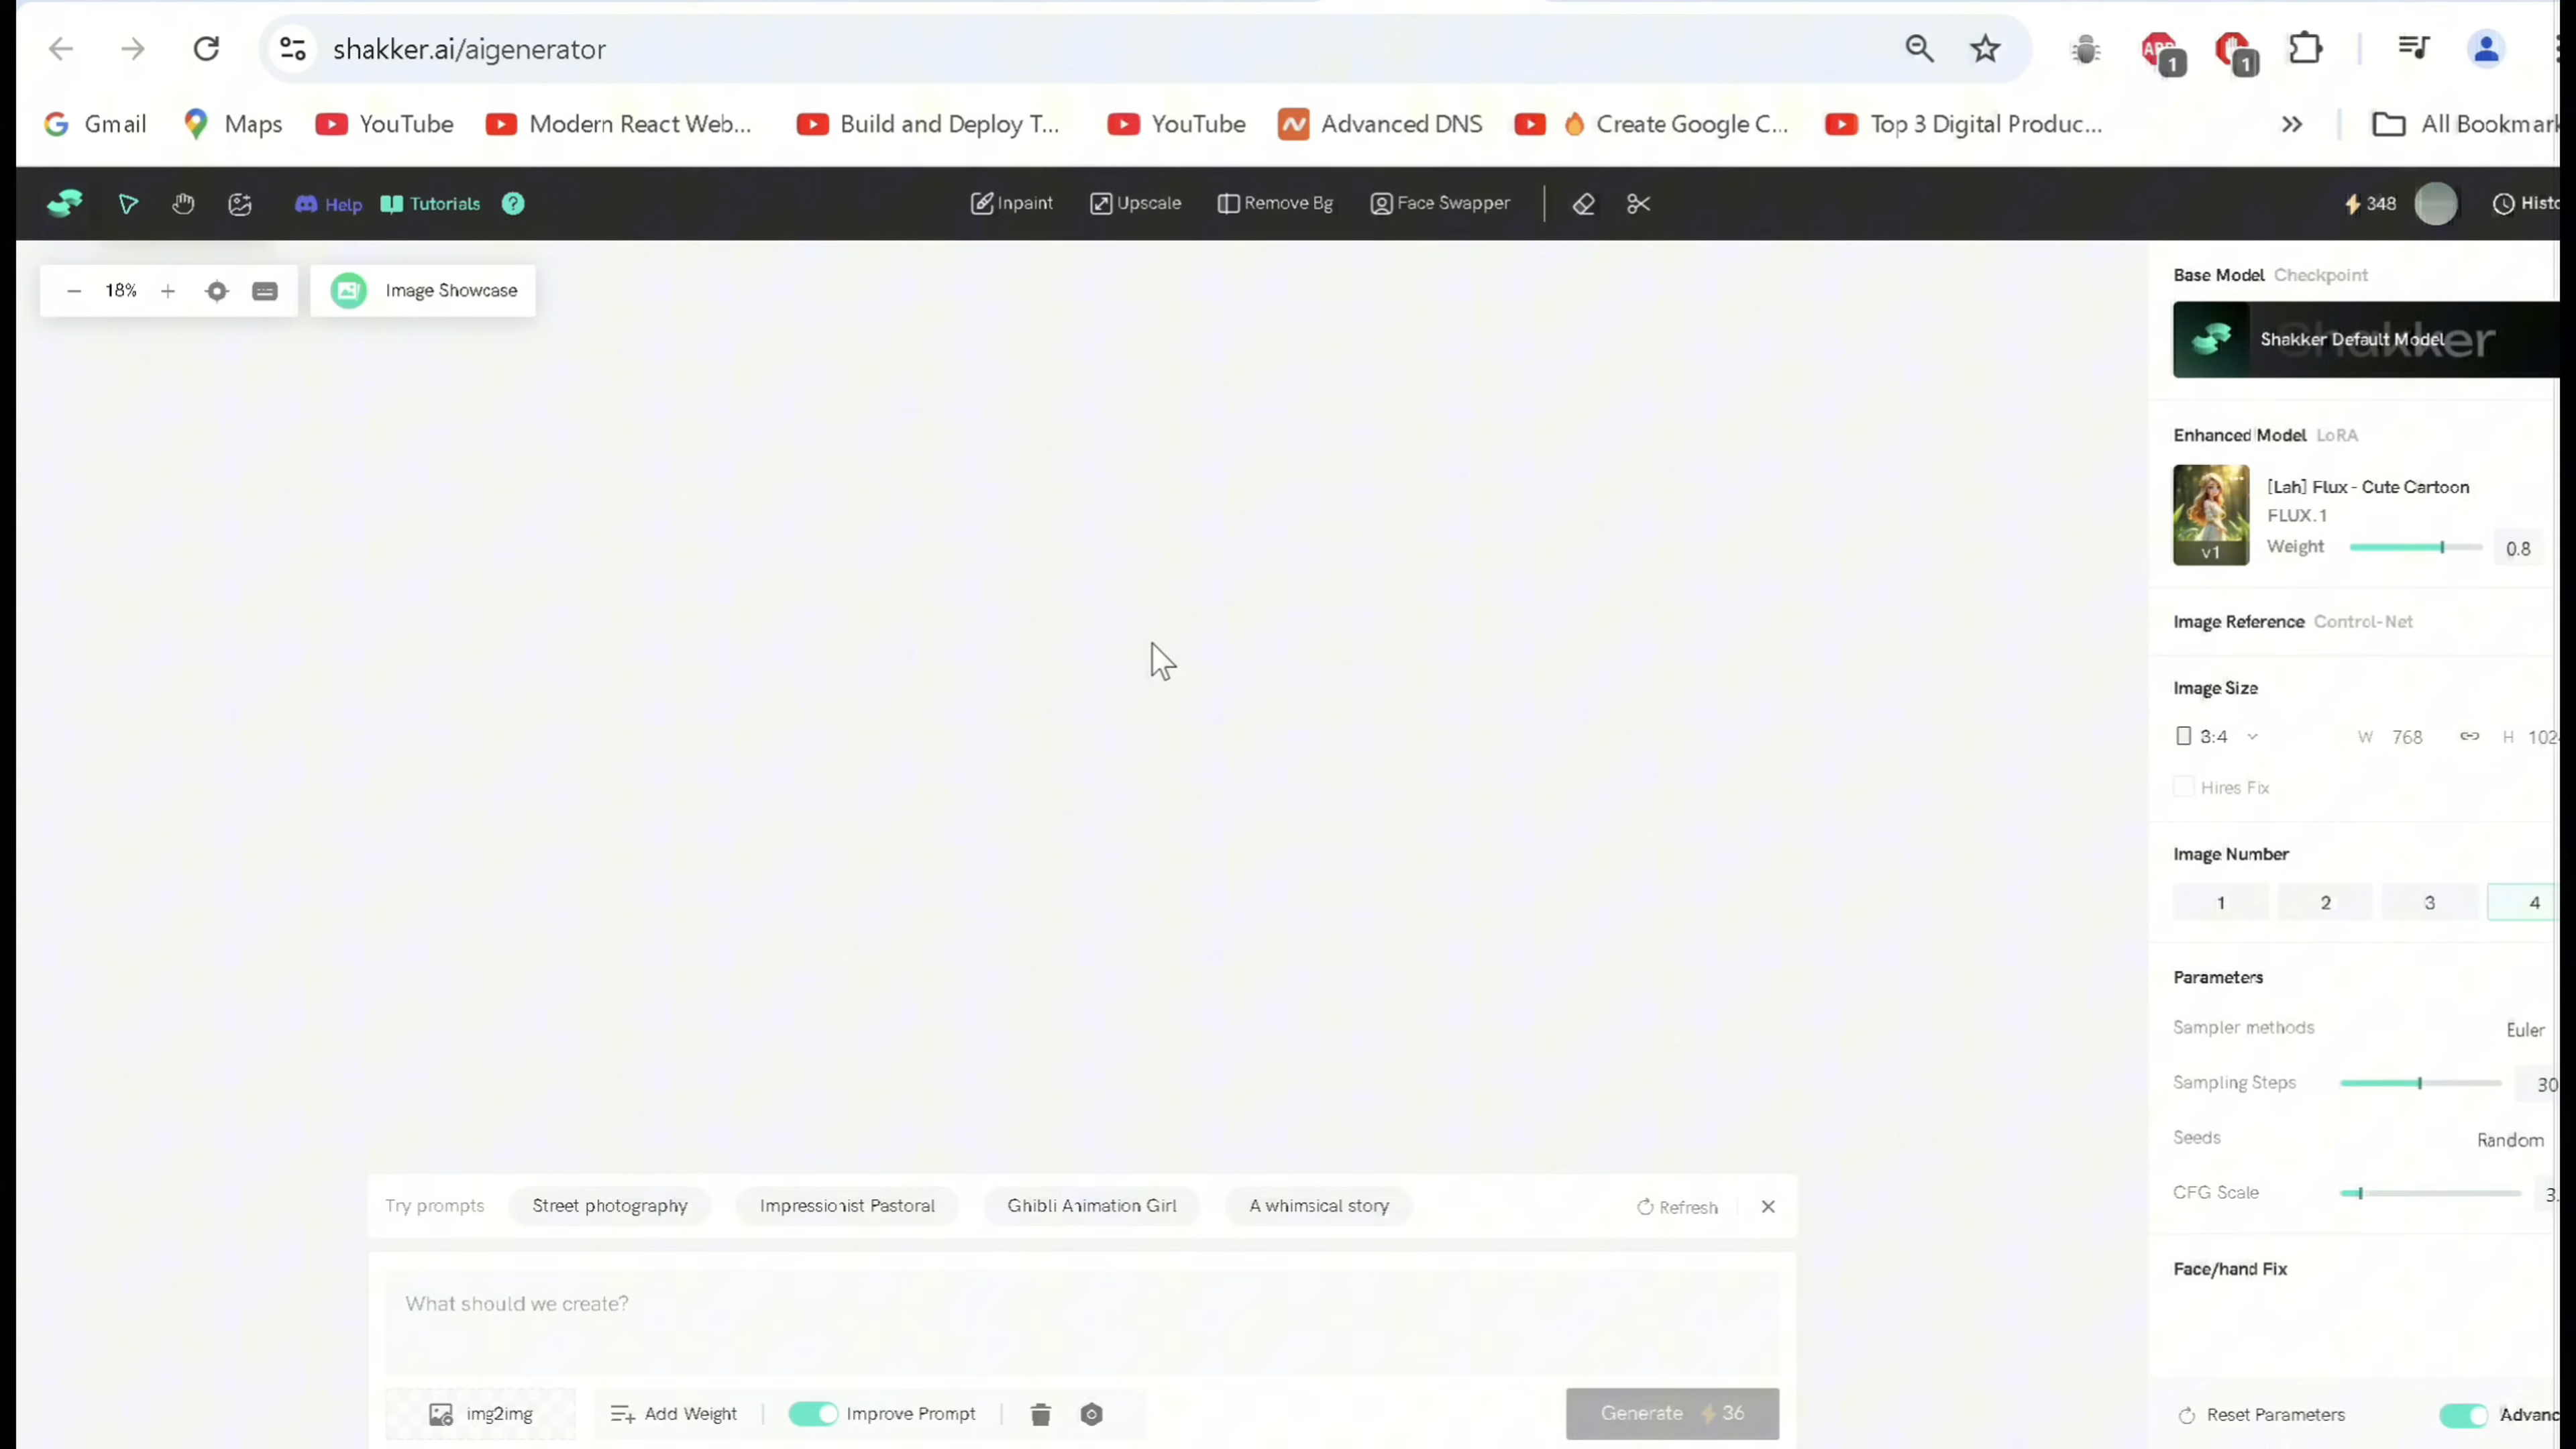 shakker.ai/aigenerator
1
1
Gmail Maps YouTube Modern React Web... Build and Deploy T... YouTube Advanced DNS Create Google C... Top 3 Digital Produc... All Bookmark
Help Tutorials ? Inpaint Upscale Remove Bg Face Swapper 348 Histo
18% Image Showcase
Base Model Checkpoint
Shakker Default Model
Shakker
Enhanced Model LoRA
[Lah] Flux - Cute Cartoon
FLUX.1
v1
Weight 0.8
Image Reference Control-Net
Image Size
3:4 W 768 H 102
Hires Fix
Image Number
1 2 3 4
Parameters
Sampler methods Euler
Sampling Steps 30
Seeds Random
CFG Scale 3.
Try prompts Street photography Impressionist Pastoral Ghibli Animation Girl A whimsical story Refresh
Face/hand Fix
What should we create?
img2img Add Weight Improve Prompt Generate 36
Reset Parameters Advanc